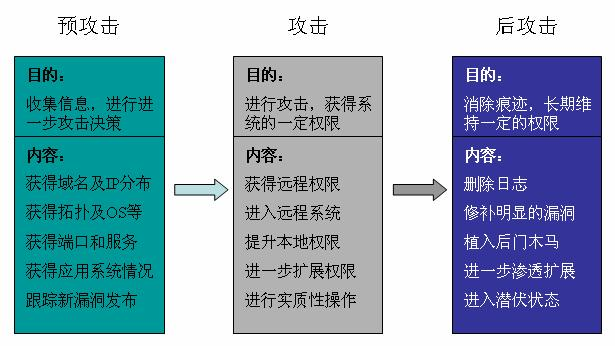 预攻击
目的：
收集信息，进行进
一步攻击决策
内容：
获得域名及IP分布
获得拓扑及OS等
获得端口和服务
获得应用系统情况
跟踪新漏洞发布
攻击
目的：
进行攻击，获得系
统的一定权限
内容：
获得远程权限
进入远程系统
提升本地权限
进一步扩展权限
进行实质性操作
后攻击
目的：
消除痕迹，长期维
持一定的权限
内容：
删除日志
修补明显的漏洞
植入后门木马
进一步渗透扩展
进入潜伏状态